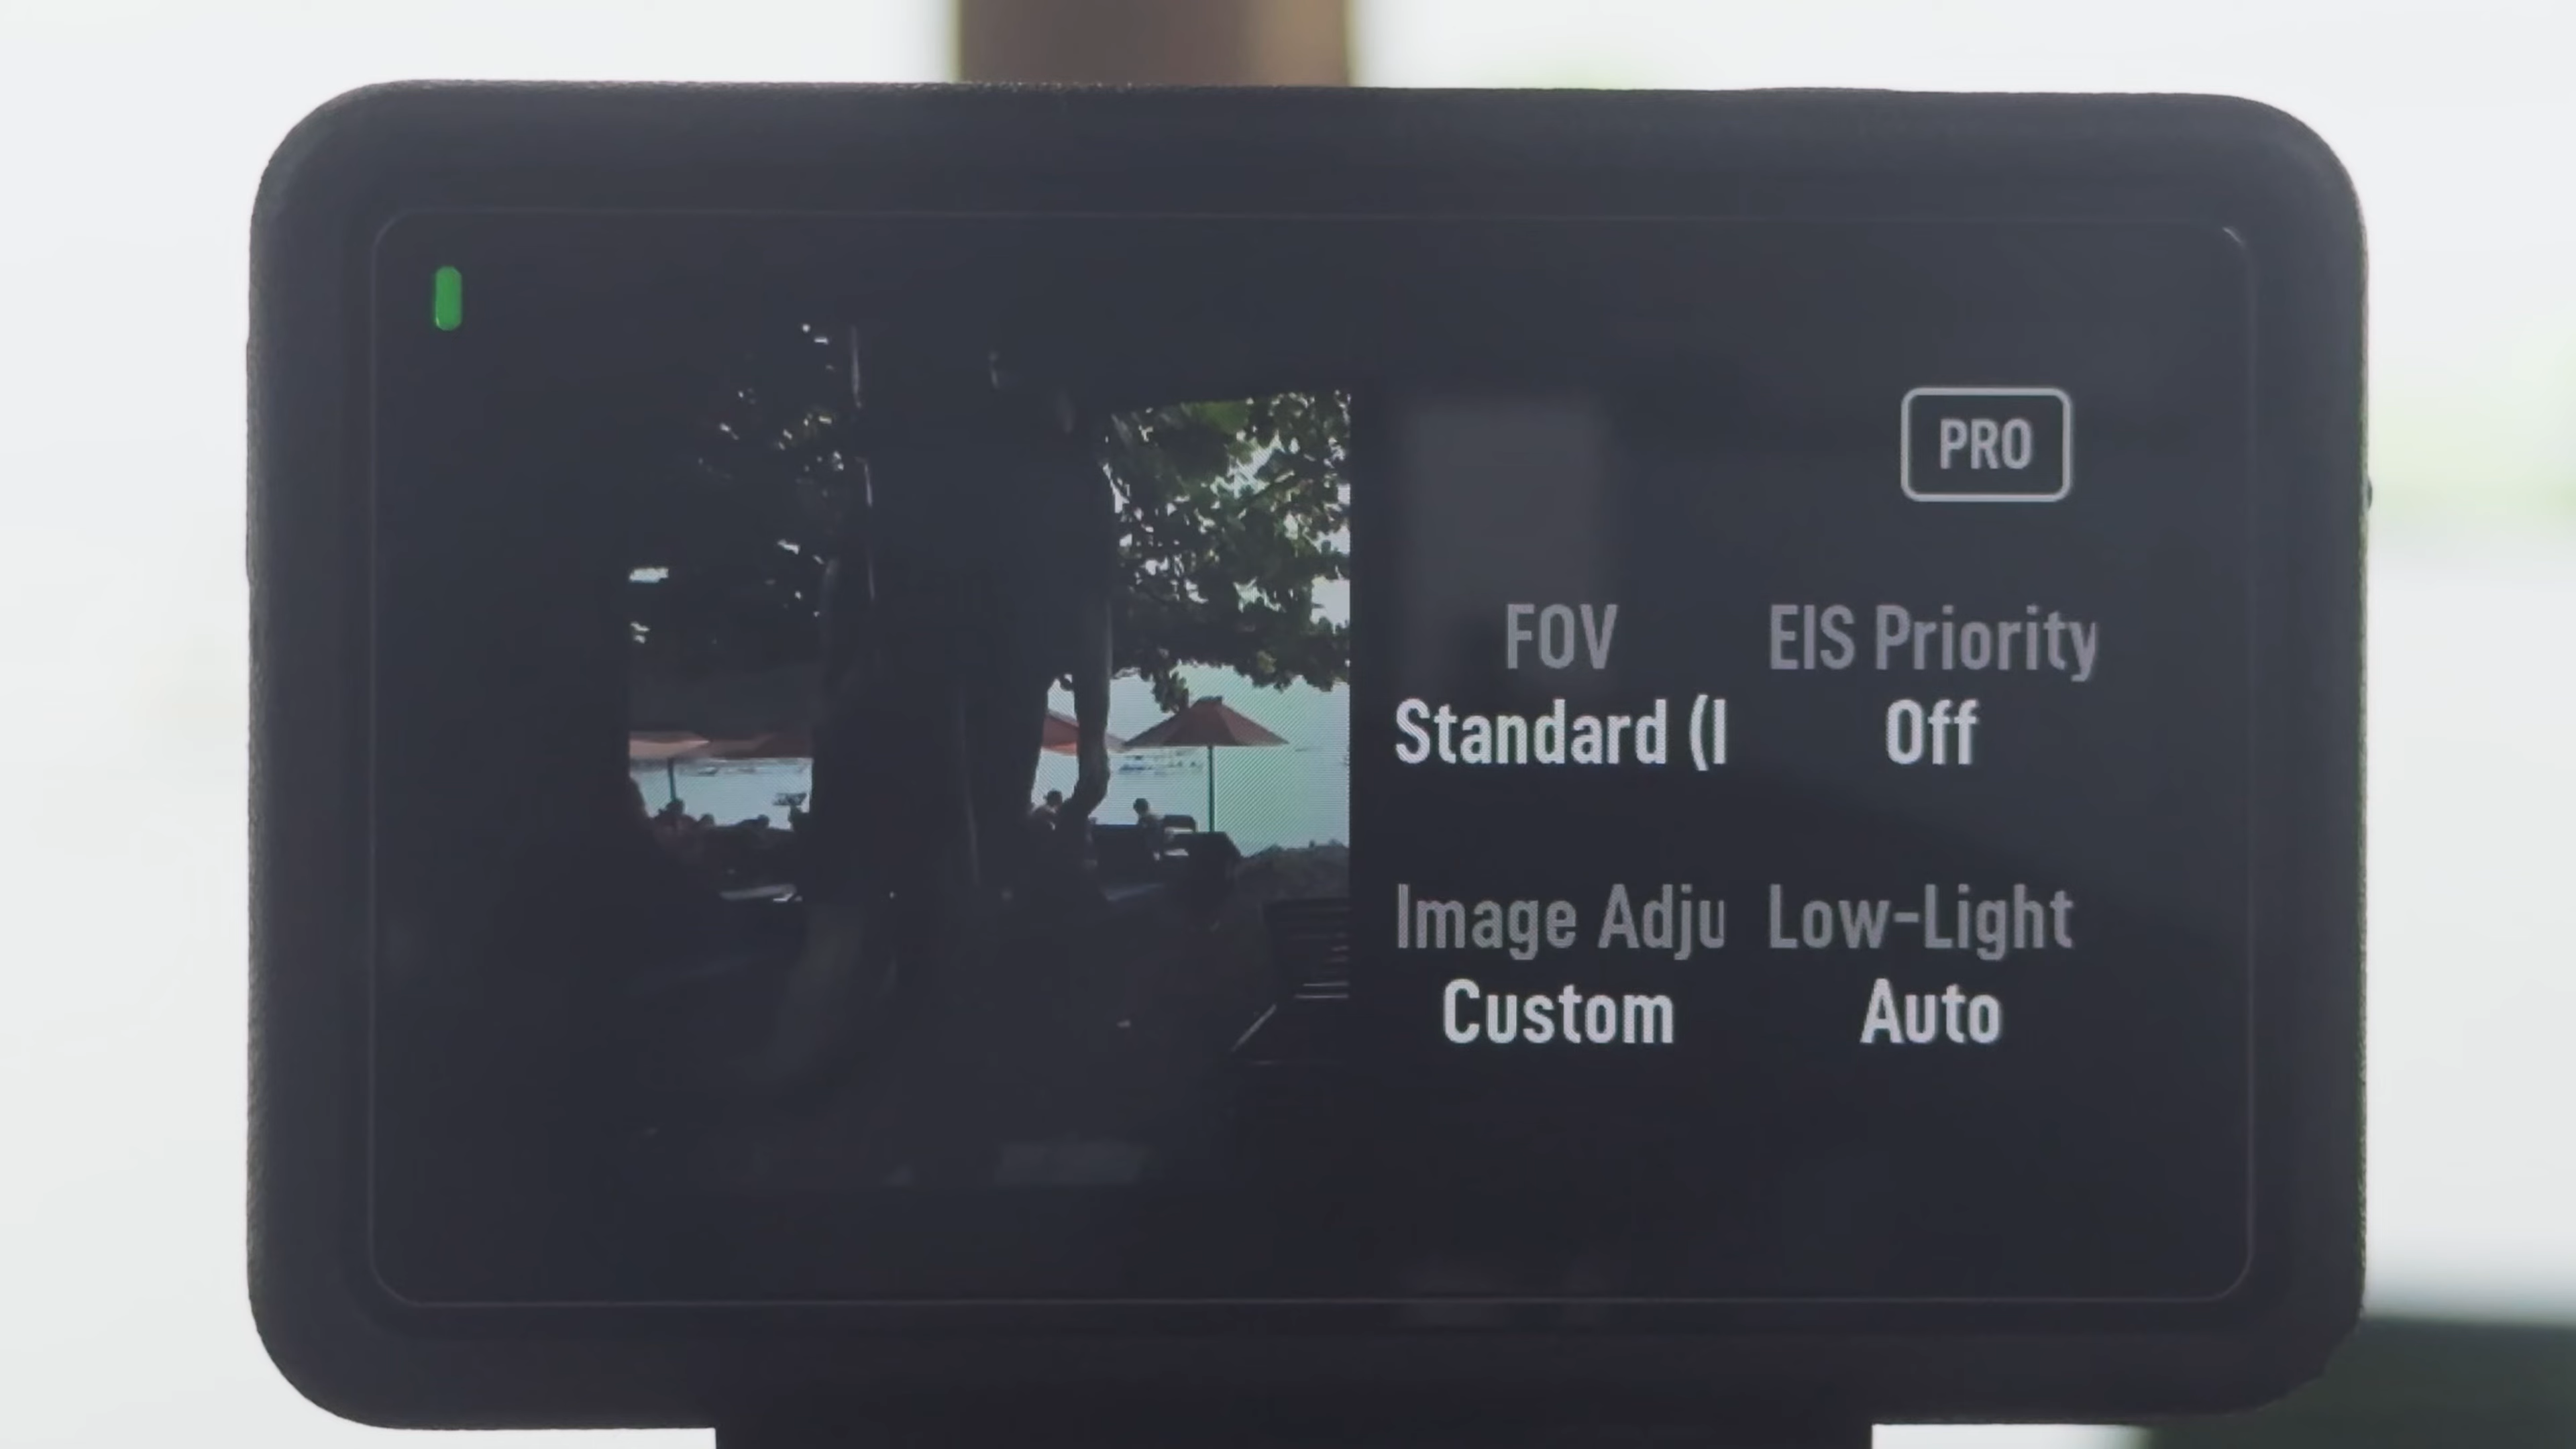 PRO
FOV
EIS Priority
Standard (
Off
Image Adju
Low-Light
Custom
Auto